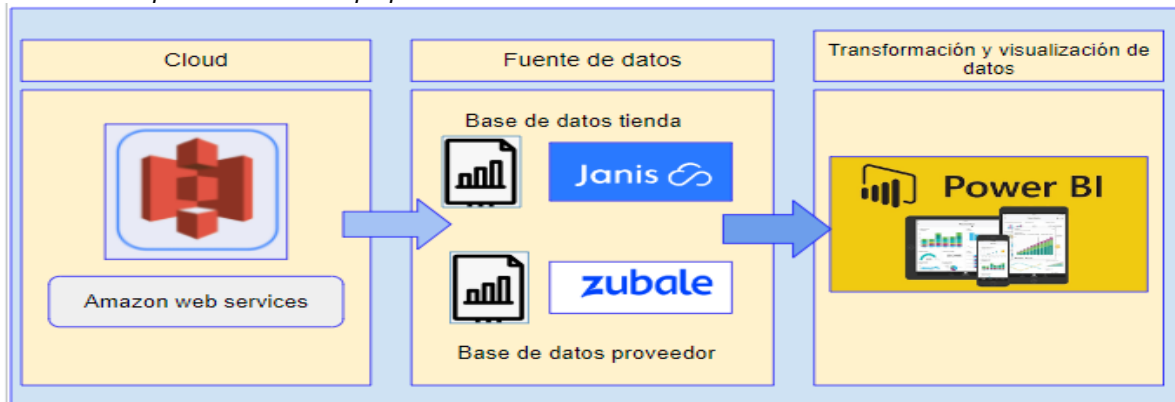 Cloud
Fuente de datos
Transformación y visualización de
datos
Base de datos tienda
Janis
Power BI
zubale
Amazon web services
Base de datos proveedor